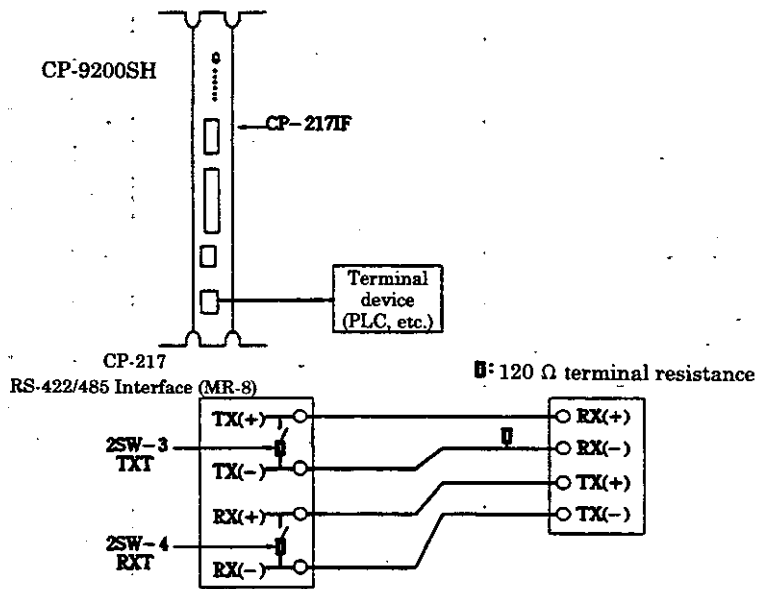 CP-9200SH
CP-217IF
Terminal
device
(PLC, etc.)
CP-217
RS-422/485 Interface (MR-8)
: 120 Ω terminal resistance
TX(+)
RX(+)
2SW-3
TXT
TX(-)
RX(-)
RX(+)
TX(+)
2SW-4
RXT
RX(-)
TX(-)